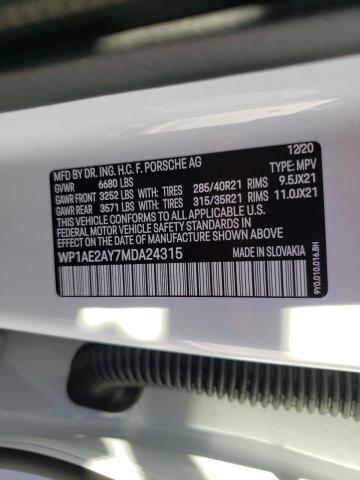 MFD BY DR. ING. H.C. F. PORSCHE AG 12/20
GVWR 6680 LBS TYPE: MPV
GAWR FRONT 3252 LBS WITH: TIRES 285/40R21 RIMS 9.5JX21
GAWR REAR 3571 LBS WITH: TIRES 315/35R21 RIMS 11.0JX21
THIS VEHICLE CONFORMS TO ALL APPLICABLE FEDERAL
MOTOR VEHICLE SAFETY AND THEFT PREVENTION STANDARDS
IN EFFECT ON THE DATE OF MANUFACTURE SHOWN ABOVE.
WP1AE2AY7MDA24315 MADE IN SLOVAKIA
9Y0.010.016.BH